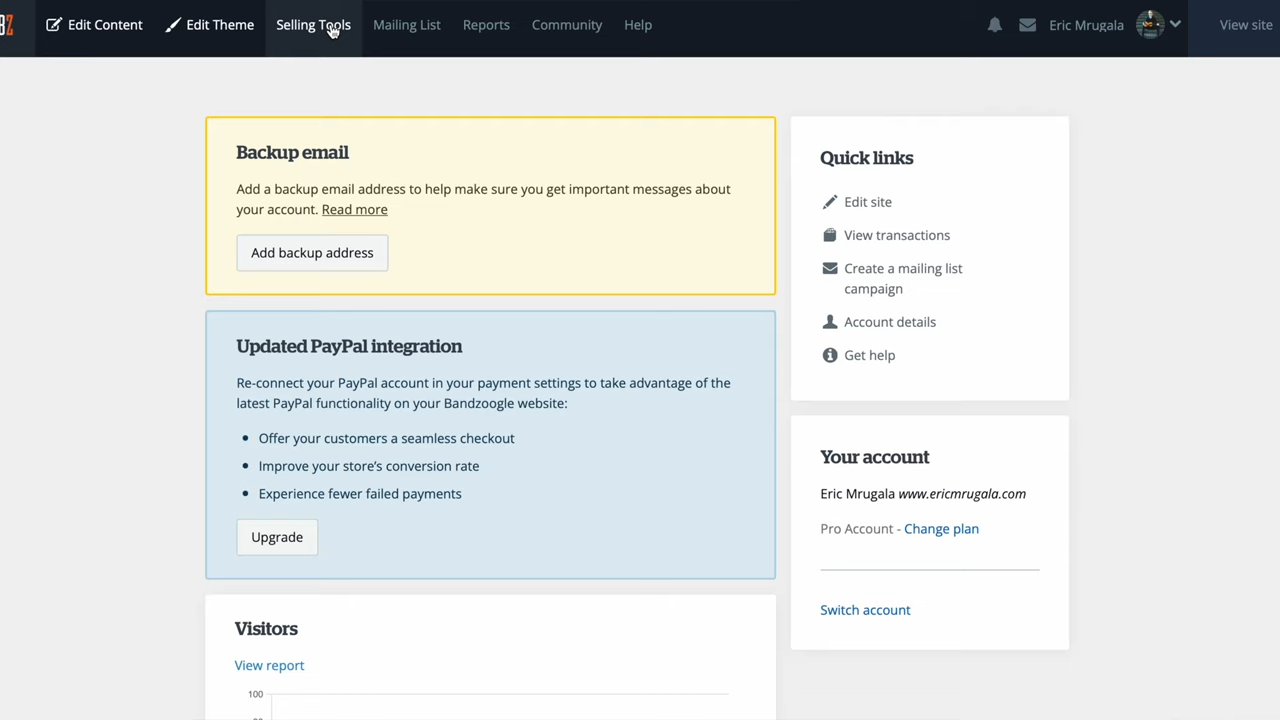 BZ
Edit Content
Edit Theme
Selling Tools
Mailing List
Reports
Community
Help
Eric Mrugala
View site
Backup email
Add a backup email address to help make sure you get important messages about
your account. Read more
Add backup address
Updated PayPal integration
Re-connect your PayPal account in your payment settings to take advantage of the
latest PayPal functionality on your Bandzoogle website:
Offer your customers a seamless checkout
Improve your store's conversion rate
Experience fewer failed payments
Upgrade
Visitors
View report
100
Quick links
Edit site
View transactions
Create a mailing list
campaign
Account details
Get help
Your account
Eric Mrugala www.ericmrugala.com
Pro Account - Change plan
Switch account